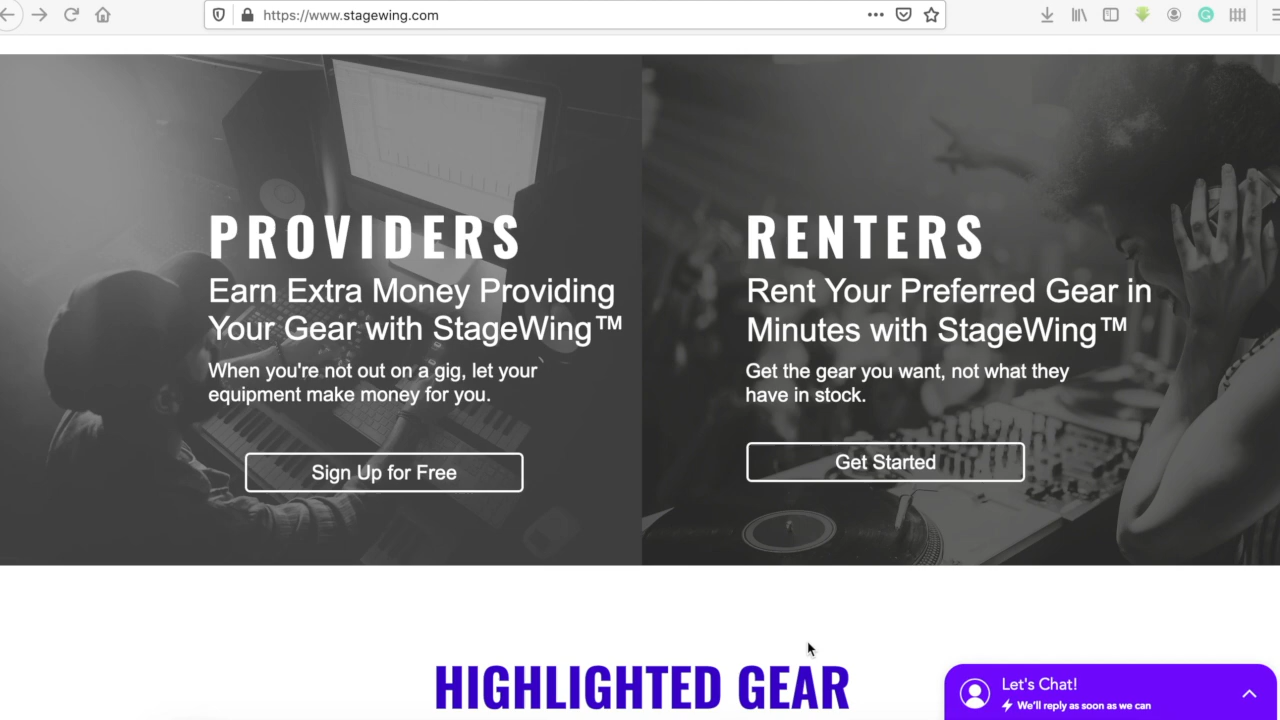 https://www.stagewing.com
PROVIDERS
Earn Extra Money Providing
Your Gear with StageWing™
When you're not out on a gig, let your
equipment make money for you.
Sign Up for Free
RENTERS
Rent Your Preferred Gear in
Minutes with StageWing™
Get the gear you want, not what they
have in stock.
Get Started
HIGHLIGHTED GEAR
Let's Chat!
We'll reply as soon as we can